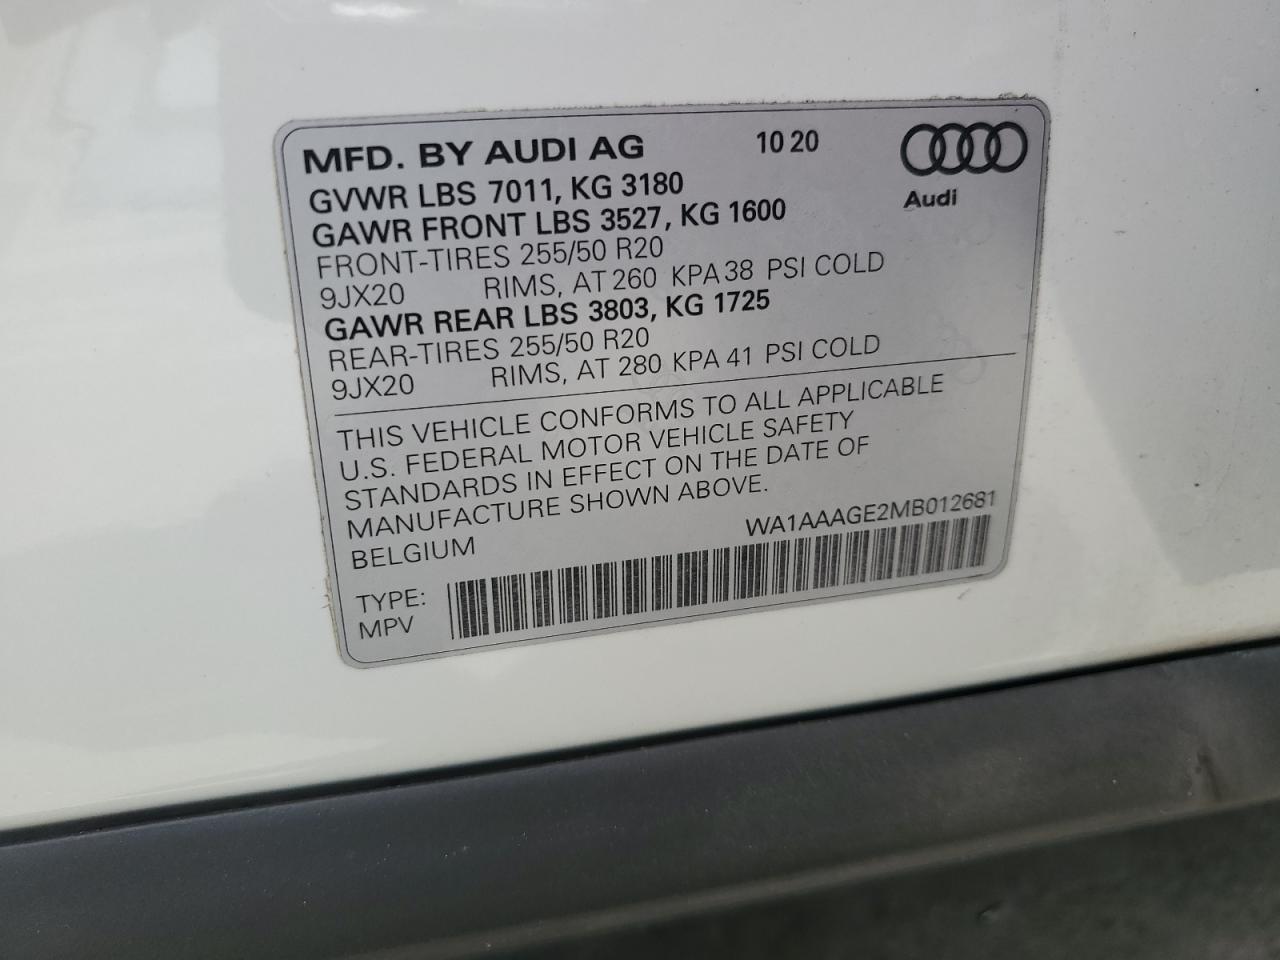 MFD. BY AUDI AG 10 20
Audi
GVWR LBS 7011, KG 3180
GAWR FRONT LBS 3527, KG 1600
FRONT-TIRES 255/50 R20
9JX20 RIMS, AT 260 KPA 38 PSI COLD
GAWR REAR LBS 3803, KG 1725
REAR-TIRES 255/50 R20
9JX20 RIMS, AT 280 KPA 41 PSI COLD
THIS VEHICLE CONFORMS TO ALL APPLICABLE
U.S. FEDERAL MOTOR VEHICLE SAFETY
STANDARDS IN EFFECT ON THE DATE OF
MANUFACTURE SHOWN ABOVE.
BELGIUM WA1AAAGE2MB012681
TYPE:
MPV